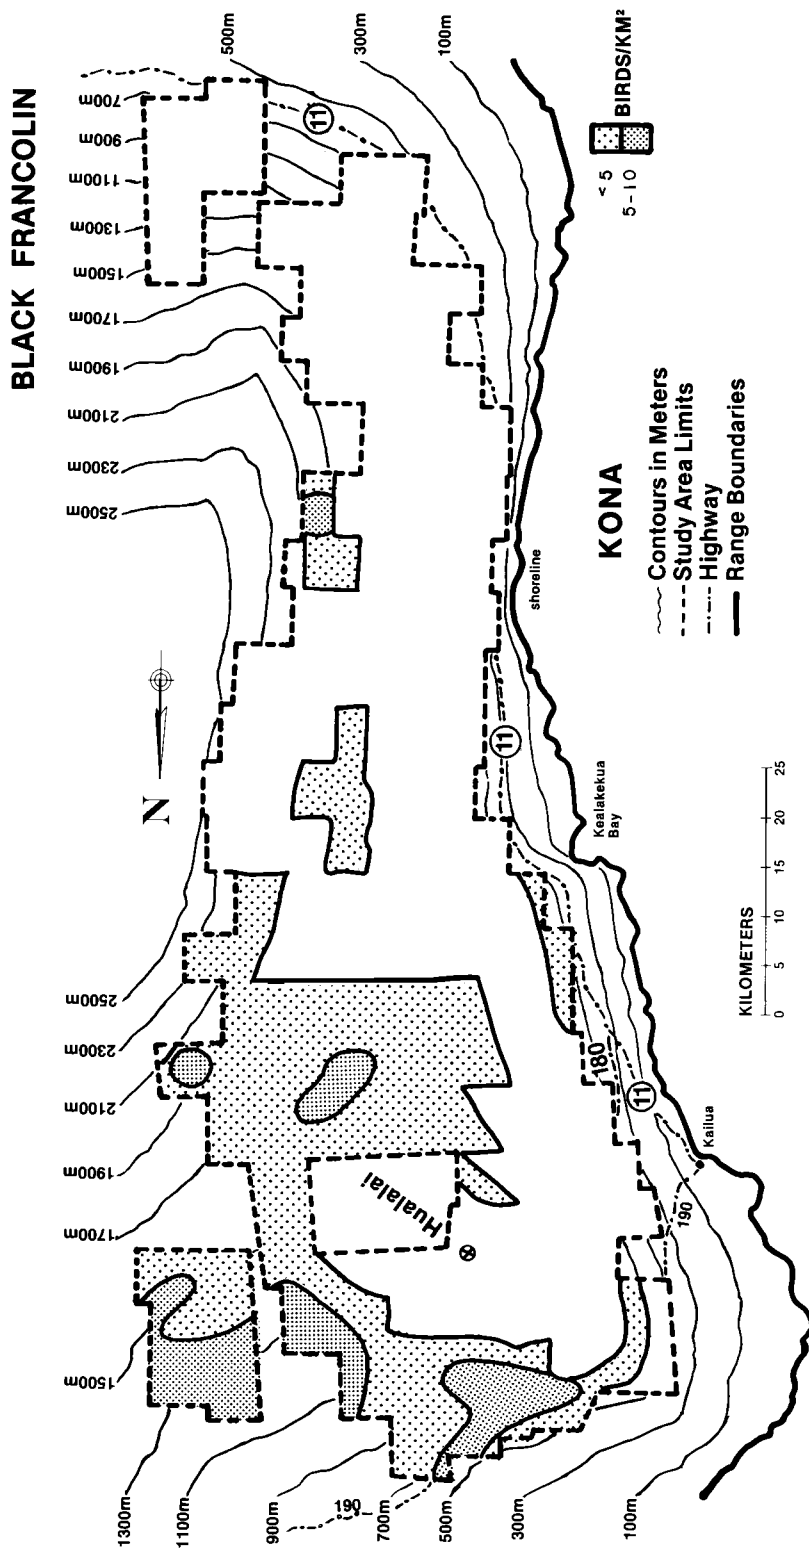 BLACK FRANCOLIN
500m
300m
100m
700m
900m
1100m
1300m
1500m
1700m
1900m
2100m
2300m
2500m
11
< 5
5-10
BIRDS/KM²
KONA
Contours in Meters
Study Area Limits
Highway
Range Boundaries
shoreline
N
11
Kealakekua
Bay
KILOMETERS
0 5 10 15 20 25
2500m
2300m
2100m
1900m
1700m
1500m
180
11
Kailua
190
Hualalai
1300m
1100m
900m
190
700m
500m
300m
100m